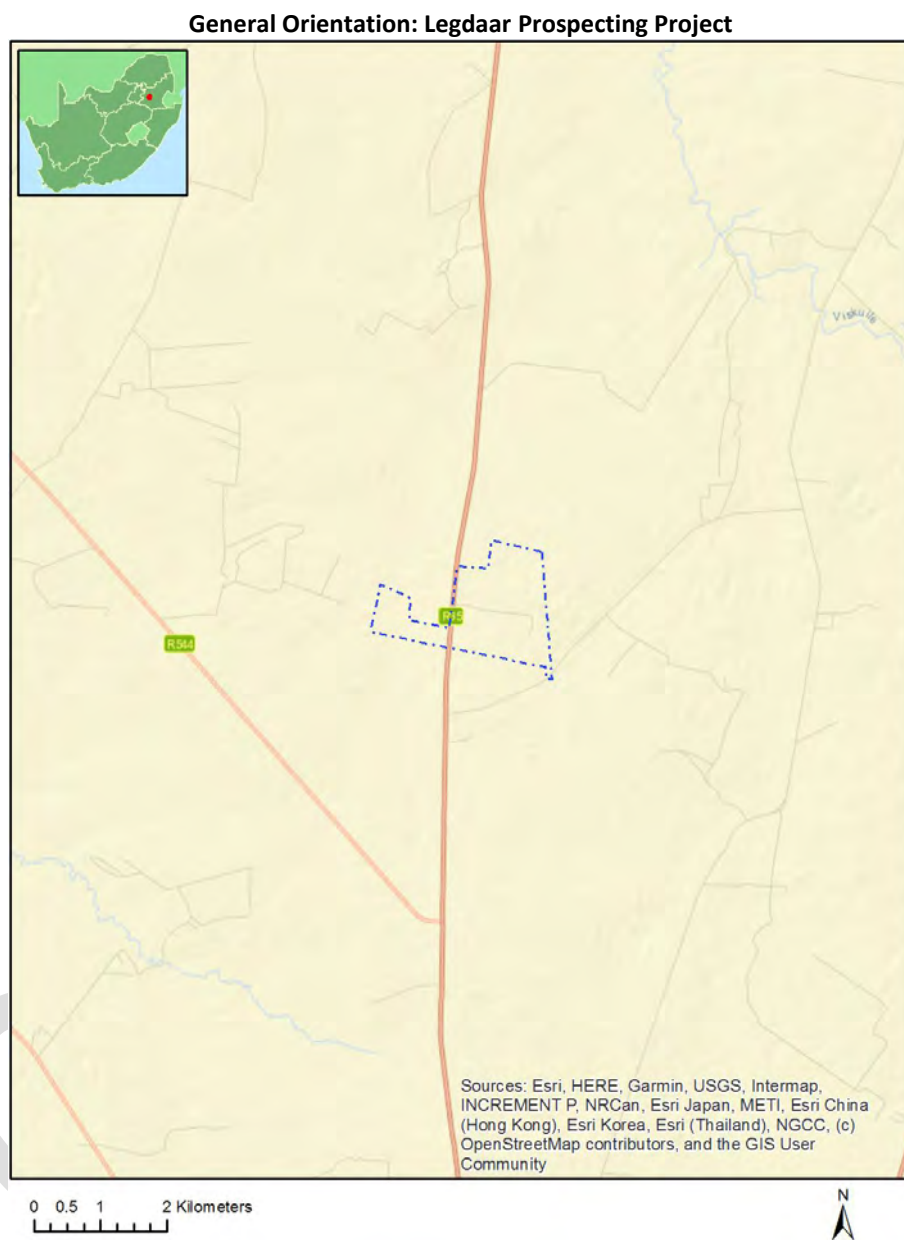 General Orientation: Legdaar Prospecting Project
Viskuile
R544
Sources: Esri, HERE, Garmin, USGS, Intermap,
INCREMENT P, NRCan, Esri Japan, METI, Esri China
(Hong Kong), Esri Korea, Esri (Thailand), NGCC, (c)
OpenStreetMap contributors, and the GIS User
Community
0 0.5 1 2 Kilometers
N